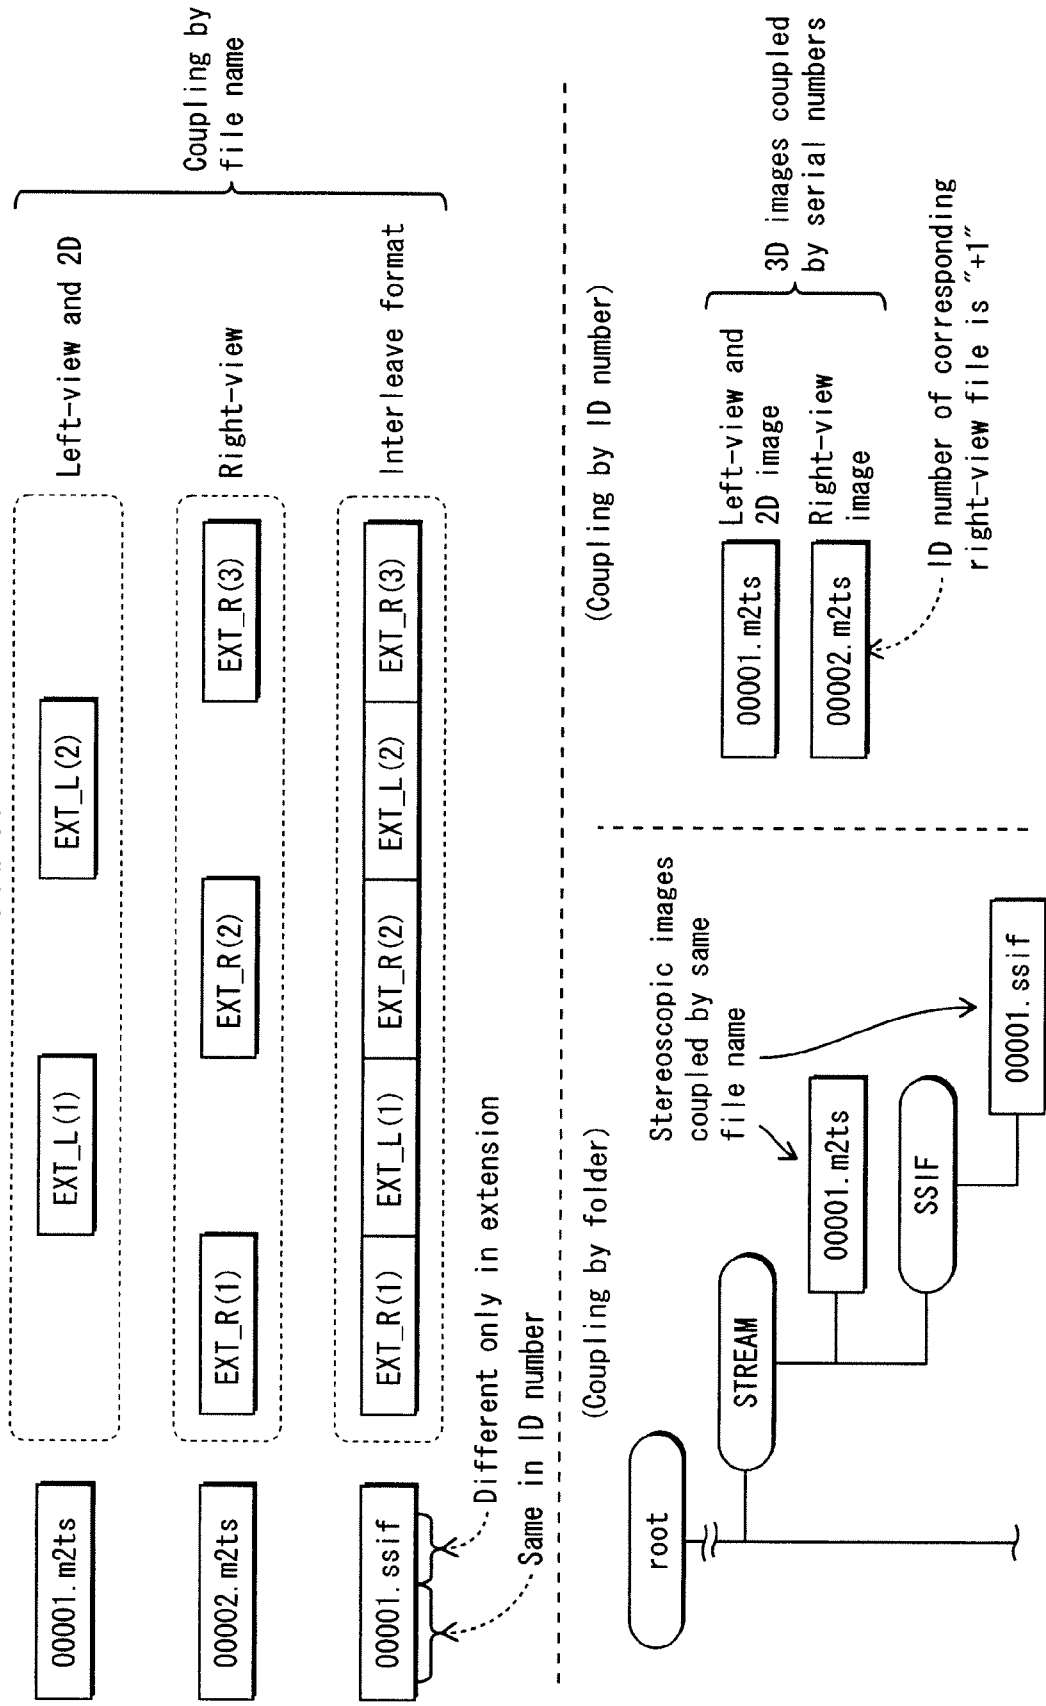 00001.m2ts
EXT_L(1)
EXT_L(2)
Left-view and 2D
00002.m2ts
EXT_R(1)
EXT_R(2)
EXT_R(3)
Right-view
00001.ssif
EXT_R(1)
EXT_L(1)
EXT_R(2)
EXT_L(2)
EXT_R(3)
Interleave format
Coupling by
file name
Different only in extension
Same in ID number
(Coupling by folder)
root
STREAM
00001.m2ts
SSIF
00001.ssif
Stereoscopic images
coupled by same
file name
(Coupling by ID number)
00001.m2ts
Left-view and
2D image
00002.m2ts
Right-view
image
3D images coupled
by serial numbers
ID number of corresponding
right-view file is "+1"